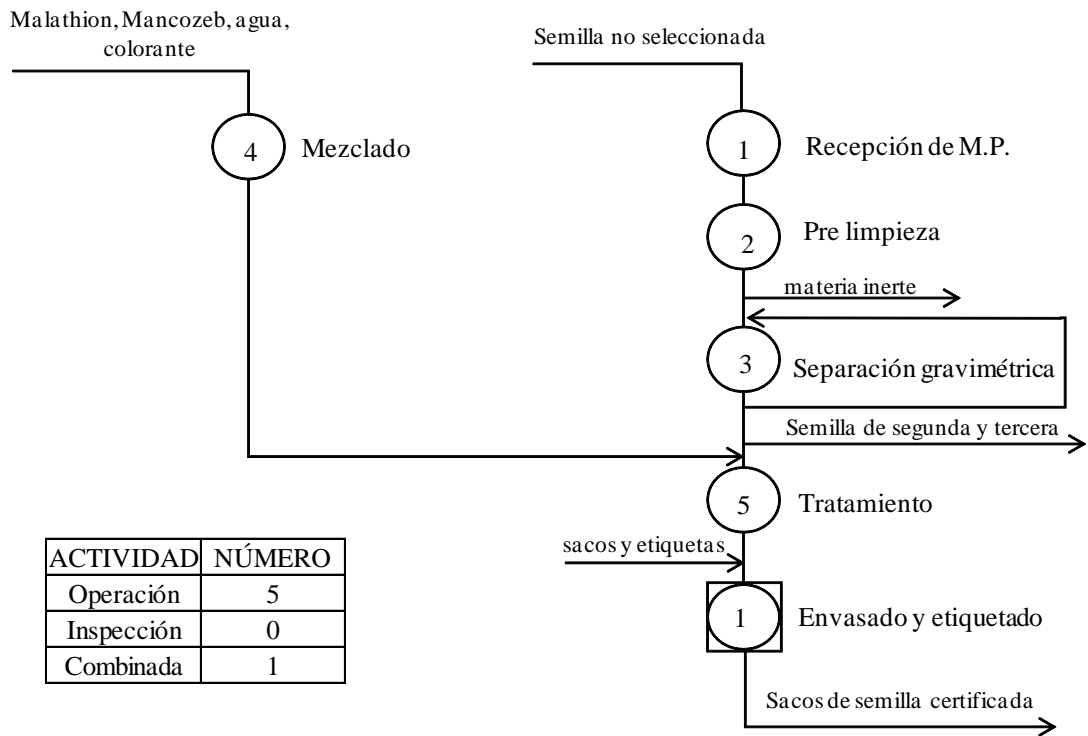 Malathion, Mancozeb, agua,
colorante
Semilla no seleccionada
4
Mezclado
1
Recepción de M.P.
2
Pre limpieza
materia inerte
3
Separación gravimétrica
Semilla de segunda y tercera
5
Tratamiento
sacos y etiquetas
1
Envasado y etiquetado
Sacos de semilla certificada
ACTIVIDAD NÚMERO
Operación 5
Inspección 0
Combinada 1